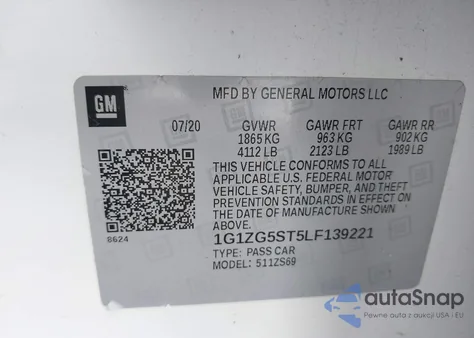 GM
MFD BY GENERAL MOTORS LLC
07/20 GVWR GAWR FRT GAWR RR
1865 KG 963 KG 902 KG
4112 LB 2123 LB 1989 LB
THIS VEHICLE CONFORMS TO ALL
APPLICABLE U.S. FEDERAL MOTOR
VEHICLE SAFETY, BUMPER, AND THEFT
PREVENTION STANDARDS IN EFFECT ON
THE DATE OF MANUFACTURE SHOWN
ABOVE.
8624
1G1ZG5ST5LF139221
TYPE: PASS CAR
MODEL: 511ZS69
autoSnap
Pewne auta z aukcji USA i EU